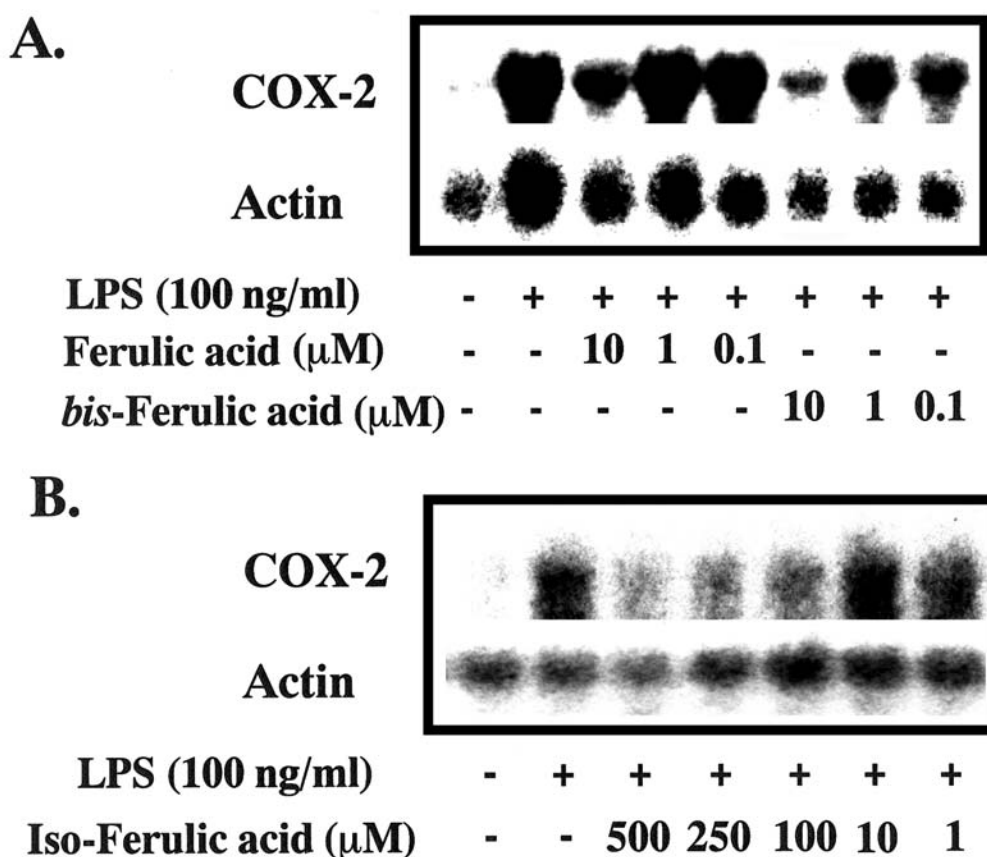 A.
COX-2
Actin
LPS (100 ng/ml) - + + + + + + +
Ferulic acid (μM) - - 10 1 0.1 - - -
bis-Ferulic acid (μM) - - - - - 10 1 0.1
B.
COX-2
Actin
LPS (100 ng/ml) - + + + + + +
Iso-Ferulic acid (μM) - - 500 250 100 10 1